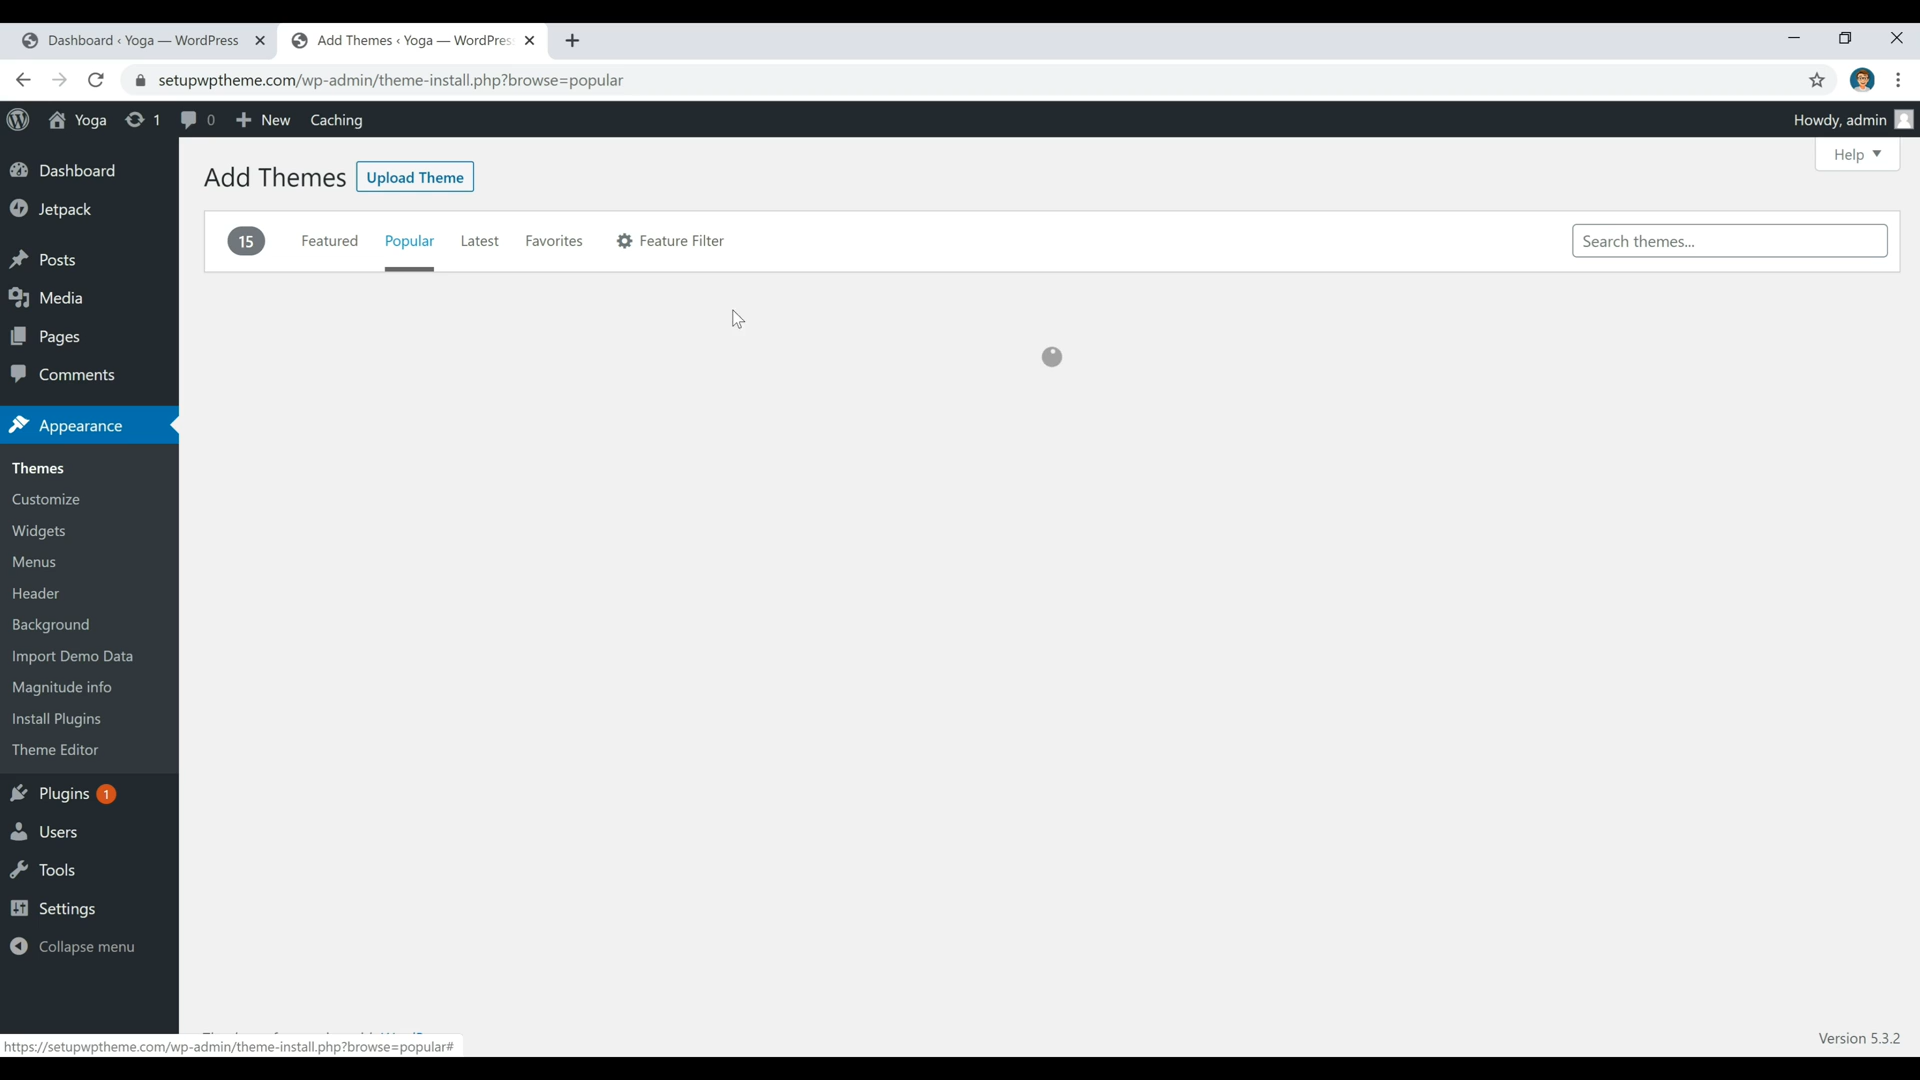 Dashboard ‹ Yoga — WordPress
Add Themes ‹ Yoga — WordPres
setupwptheme.com/wp-admin/theme-install.php?browse=popular
Yoga 1 0 New Caching Howdy, admin
Help
Add Themes Upload Theme
15 Featured Popular Latest Favorites Feature Filter Search themes...
Dashboard
Jetpack
Posts
Media
Pages
Comments
Appearance
Themes
Customize
Widgets
Menus
Header
Background
Import Demo Data
Magnitude info
Install Plugins
Theme Editor
Plugins 1
Users
Tools
Settings
Collapse menu
Version 5.3.2
https://setupwptheme.com/wp-admin/theme-install.php?browse=popular#